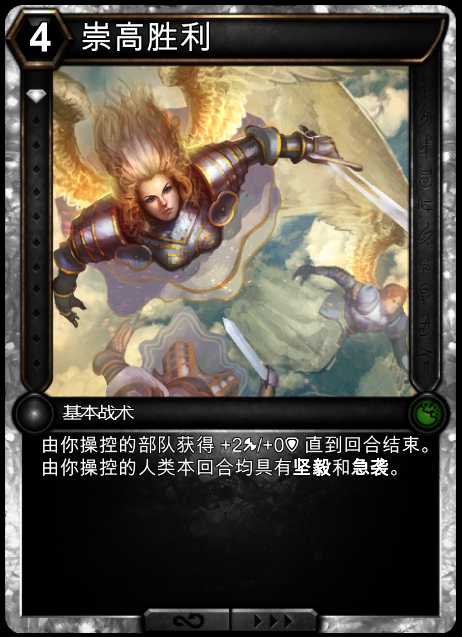 4 崇高胜利
基本战术
由你操控的部队获得 +2/+0 直到回合结束。
由你操控的人类本回合均具有坚毅和急袭。